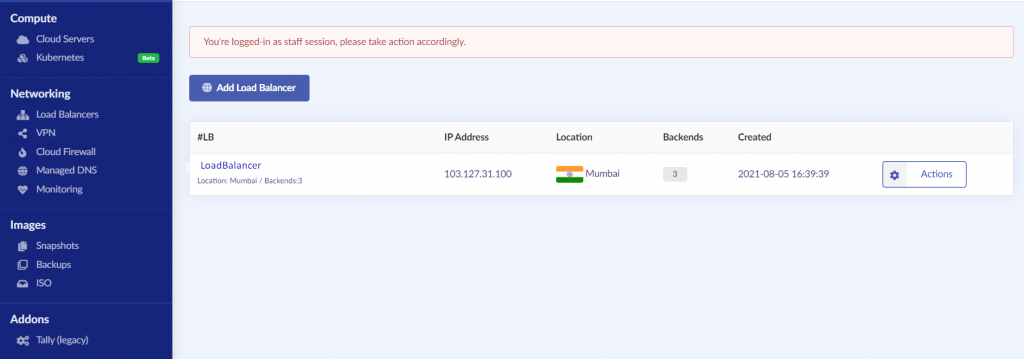 Compute
Cloud Servers
Kubernetes Beta
Networking
Load Balancers
VPN
Cloud Firewall
Managed DNS
Monitoring
Images
Snapshots
Backups
ISO
Addons
Tally (legacy)
You're logged-in as staff session, please take action accordingly.
Add Load Balancer
#LB IP Address Location Backends Created
LoadBalancer
Location: Mumbai / Backends:3
103.127.31.100 Mumbai 3 2021-08-05 16:39:39 Actions